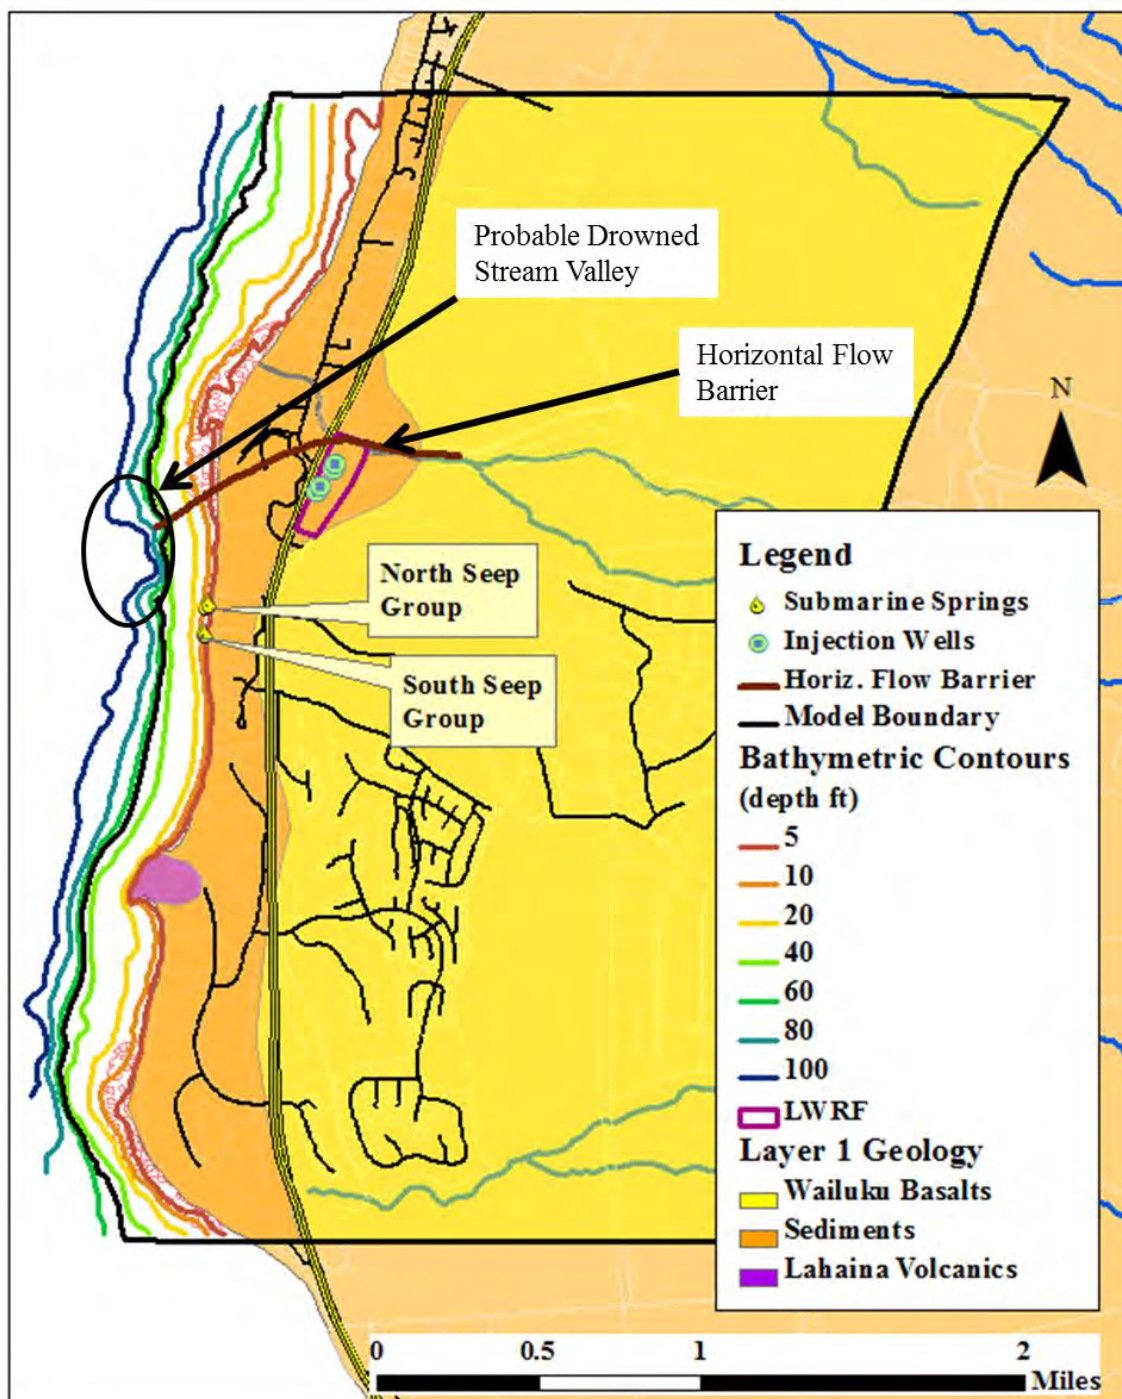 Probable Drowned
Stream Valley
Horizontal Flow
Barrier
N
North Seep
Group
South Seep
Group
Legend
Submarine Springs
Injection Wells
Horiz. Flow Barrier
Model Boundary
Bathymetric Contours
(depth ft)
5
10
20
40
60
80
100
LWRF
Layer 1 Geology
Wailuku Basalts
Sediments
Lahaina Volcanics
0 0.5 1 2
Miles